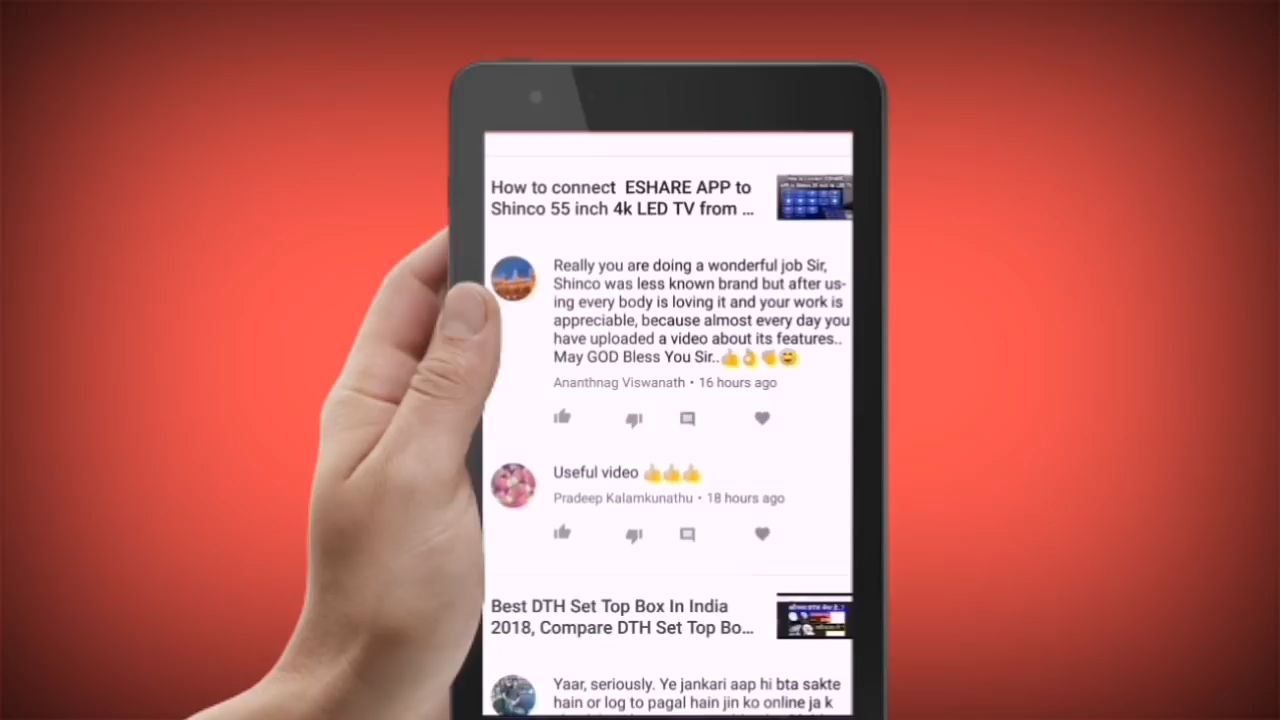 How to connect ESHARE APP to
Shinco 55 inch 4k LED TV from ...
Really you are doing a wonderful job Sir,
Shinco was less known brand but after us-
ing every body is loving it and your work is
appreciable, because almost every day you
have uploaded a video about its features..
May GOD Bless You Sir..👍👌👊😄
Ananthnag Viswanath • 16 hours ago
Useful video 👍👍👍
Pradeep Kalamkunathu • 18 hours ago
Best DTH Set Top Box In India
2018, Compare DTH Set Top Bo...
Yaar, seriously. Ye jankari aap hi bta sakte
hain or log to pagal hain jin ko online ja k